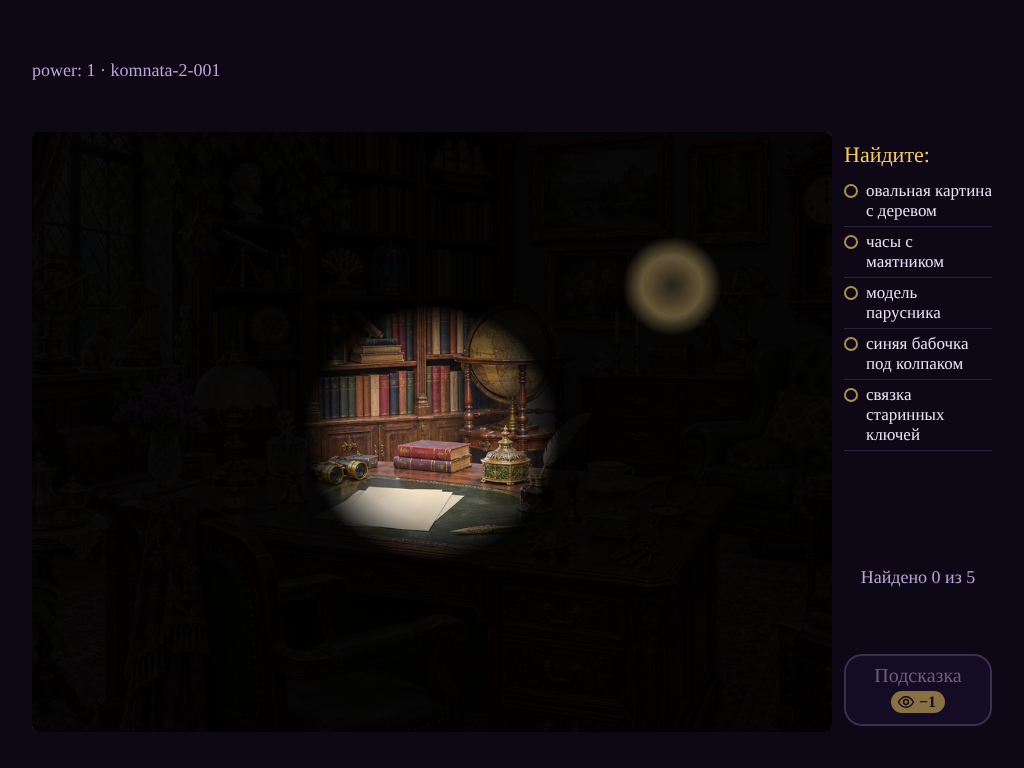 power: 1 · komnata-2-001
Найдите:
овальная картина
с деревом
часы с
маятником
модель
парусника
синяя бабочка
под колпаком
связка
старинных
ключей
Найдено 0 из 5
Подсказка
−1